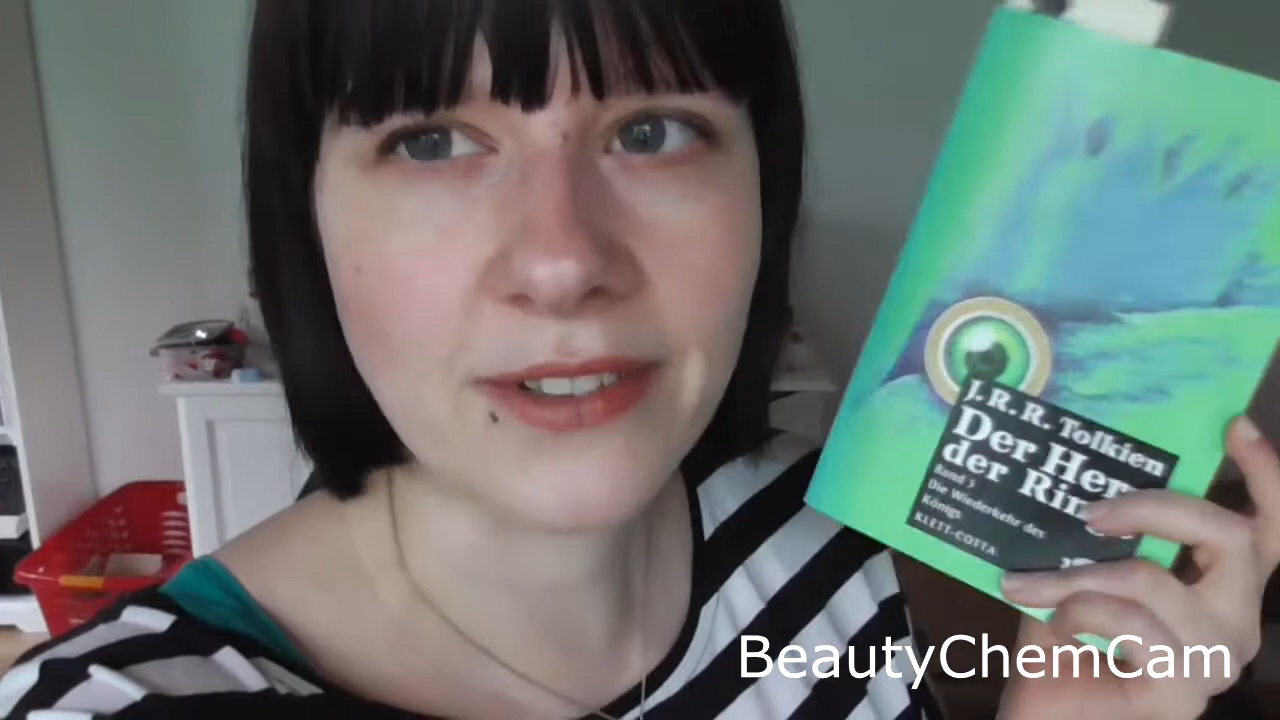 J. R. R. Tolkien
Der Her
der Rin
Band 3
Die Wiederkehr des
Königs
KLETT-COTTA
BeautyChemCam